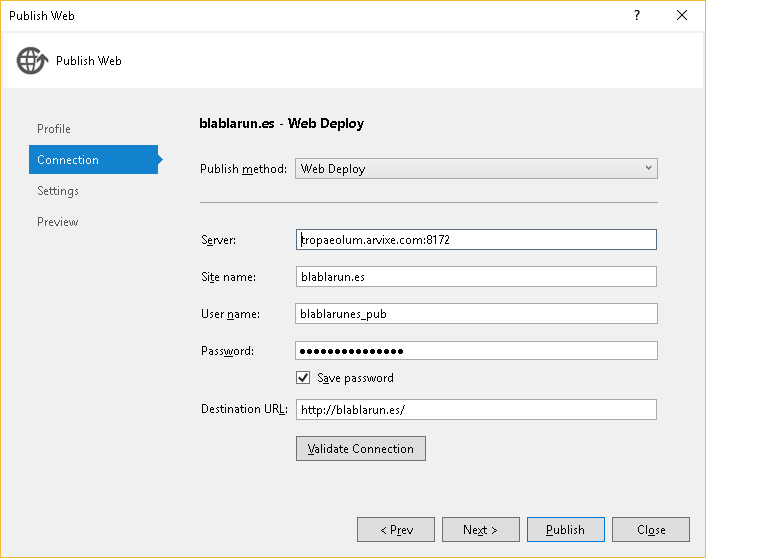 Publish Web
?
Publish Web
Profile
Connection
Settings
Preview
blablarun.es - Web Deploy
Publish method: Web Deploy
Server: tropaeolum.arvixe.com:8172
Site name: blablarun.es
User name: blablarunes_pub
Password: •••••••••••••••
Save password
Destination URL: http://blablarun.es/
Validate Connection
< Prev Next > Publish Close